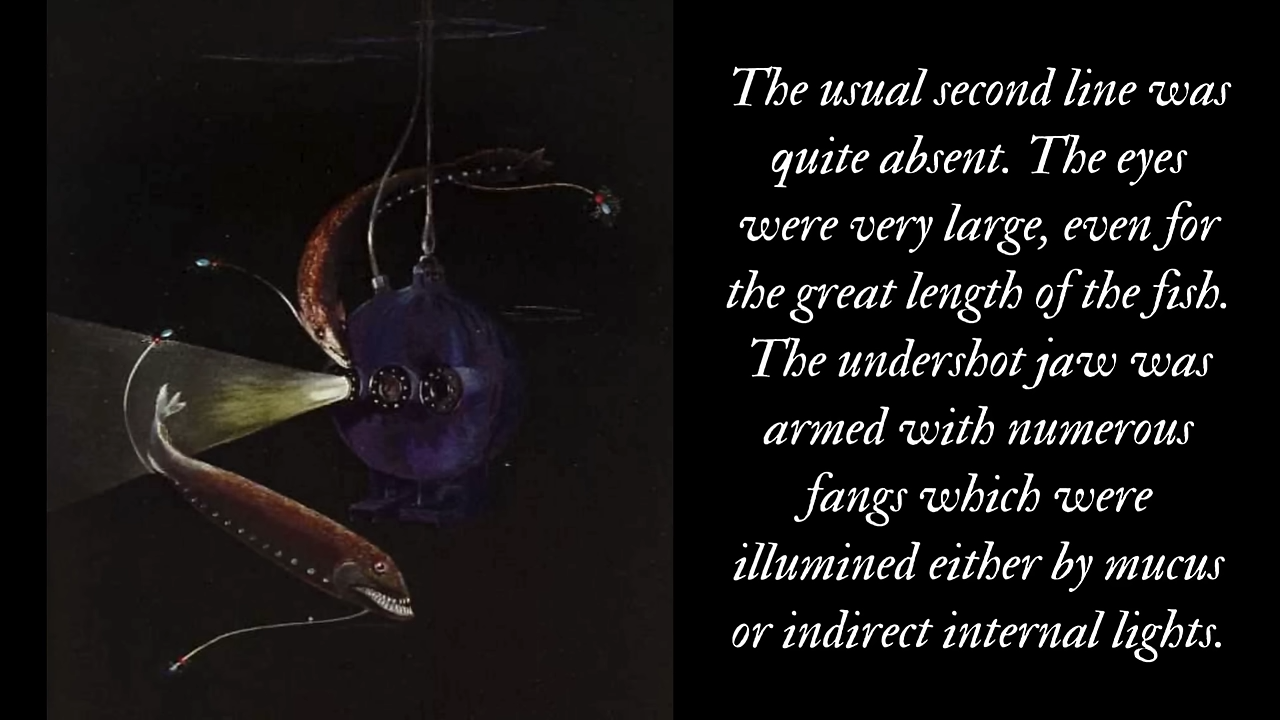 The usual second line was
quite absent. The eyes
were very large, even for
the great length of the fish.
The undershot jaw was
armed with numerous
fangs which were
illumined either by mucus
or indirect internal lights.